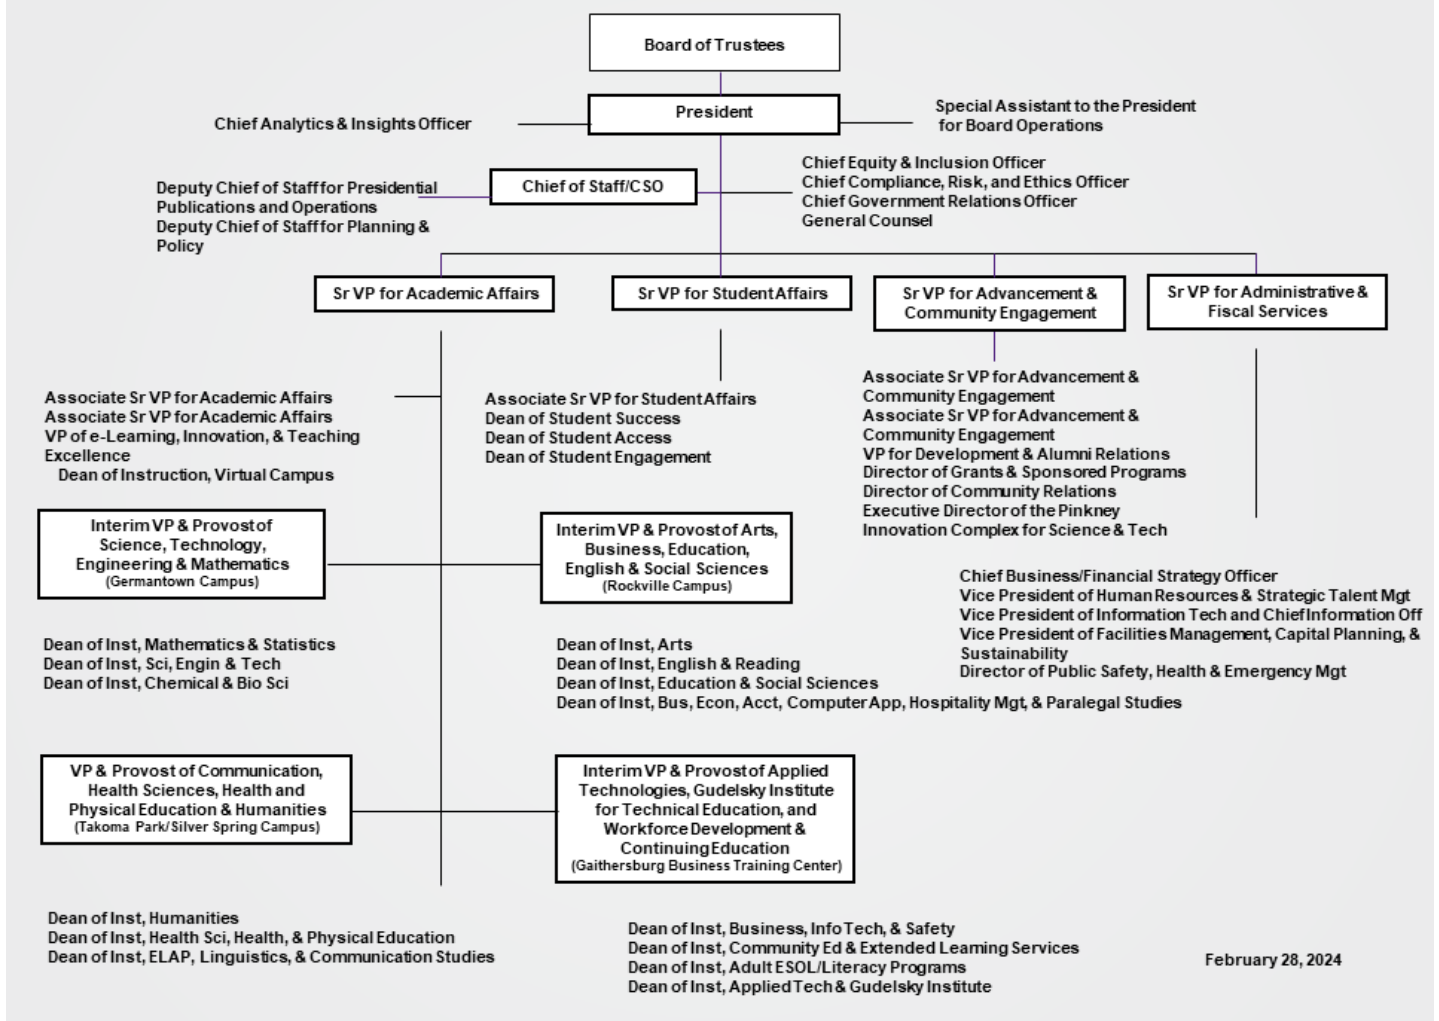 Board of Trustees
President
Chief Analytics & Insights Officer
Special Assistant to the President
for Board Operations
Chief of Staff/CSO
Deputy Chief of Staff for Presidential
Publications and Operations
Deputy Chief of Staff for Planning &
Policy
Chief Equity & Inclusion Officer
Chief Compliance, Risk, and Ethics Officer
Chief Government Relations Officer
General Counsel
Sr VP for Academic Affairs
Sr VP for Student Affairs
Sr VP for Advancement &
Community Engagement
Sr VP for Administrative &
Fiscal Services
Associate Sr VP for Academic Affairs
Associate Sr VP for Academic Affairs
VP of e-Learning, Innovation, & Teaching
Excellence
Dean of Instruction, Virtual Campus
Associate Sr VP for Student Affairs
Dean of Student Success
Dean of Student Access
Dean of Student Engagement
Associate Sr VP for Advancement &
Community Engagement
Associate Sr VP for Advancement &
Community Engagement
VP for Development & Alumni Relations
Director of Grants & Sponsored Programs
Director of Community Relations
Executive Director of the Pinkney
Innovation Complex for Science & Tech
Chief Business/Financial Strategy Officer
Vice President of Human Resources & Strategic Talent Mgt
Vice President of Information Tech and Chief Information Off
Vice President of Facilities Management, Capital Planning, &
Sustainability
Director of Public Safety, Health & Emergency Mgt
Interim VP & Provost of
Science, Technology,
Engineering & Mathematics
(Germantown Campus)
Interim VP & Provost of Arts,
Business, Education,
English & Social Sciences
(Rockville Campus)
Dean of Inst, Mathematics & Statistics
Dean of Inst, Sci, Engin & Tech
Dean of Inst, Chemical & Bio Sci
Dean of Inst, Arts
Dean of Inst, English & Reading
Dean of Inst, Education & Social Sciences
Dean of Inst, Bus, Econ, Acct, Computer App, Hospitality Mgt, & Paralegal Studies
VP & Provost of Communication,
Health Sciences, Health and
Physical Education & Humanities
(Takoma Park/Silver Spring Campus)
Interim VP & Provost of Applied
Technologies, Gudelsky Institute
for Technical Education, and
Workforce Development &
Continuing Education
(Gaithersburg Business Training Center)
Dean of Inst, Humanities
Dean of Inst, Health Sci, Health, & Physical Education
Dean of Inst, ELAP, Linguistics, & Communication Studies
Dean of Inst, Business, Info Tech, & Safety
Dean of Inst, Community Ed & Extended Learning Services
Dean of Inst, Adult ESOL/Literacy Programs
Dean of Inst, Applied Tech & Gudelsky Institute
February 28, 2024